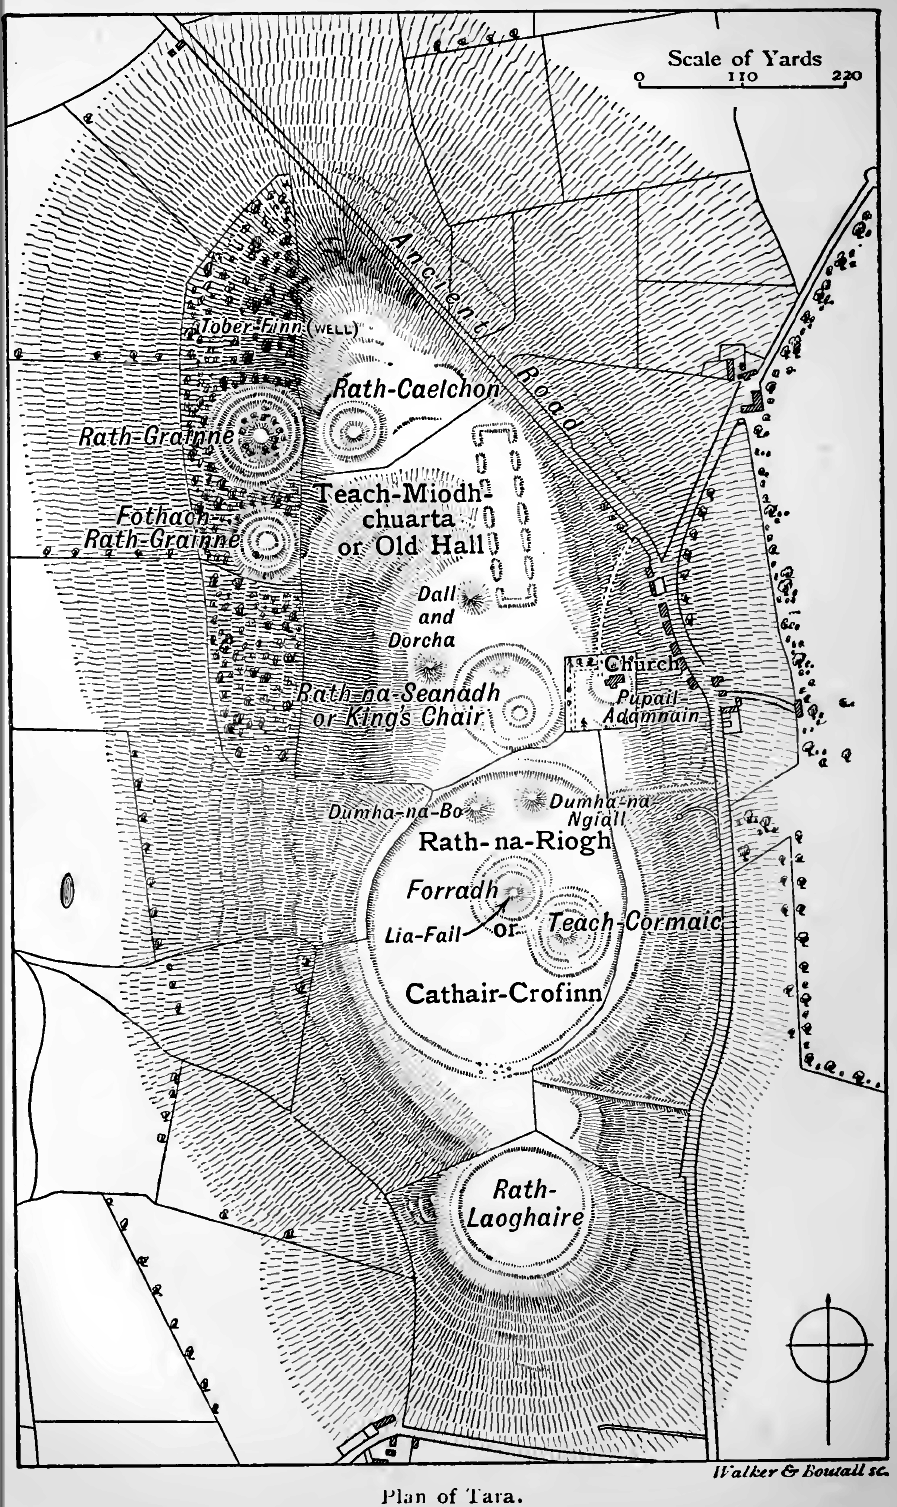 Scale of Yards
0 110 220
Ancient Road
Tober-Finn (WELL)
Rath-Caelchon
Rath-Grainne
Teach-Miodh-
chuarta
or Old Hall
Fothach-
Rath-Grainne
Dall
and
Dorcha
Church
Rath-na-Seanadh
or King's Chair
Pupail
Adamnain
Dumha-na-Bo
Dumha-na
Ngiall
Rath-na-Riogh
Forradh
Teach-Cormaic
Lia-Fail
or
Cathair-Crofinn
Rath-
Laoghaire
Walker & Boutall sc.
Plan of Tara.